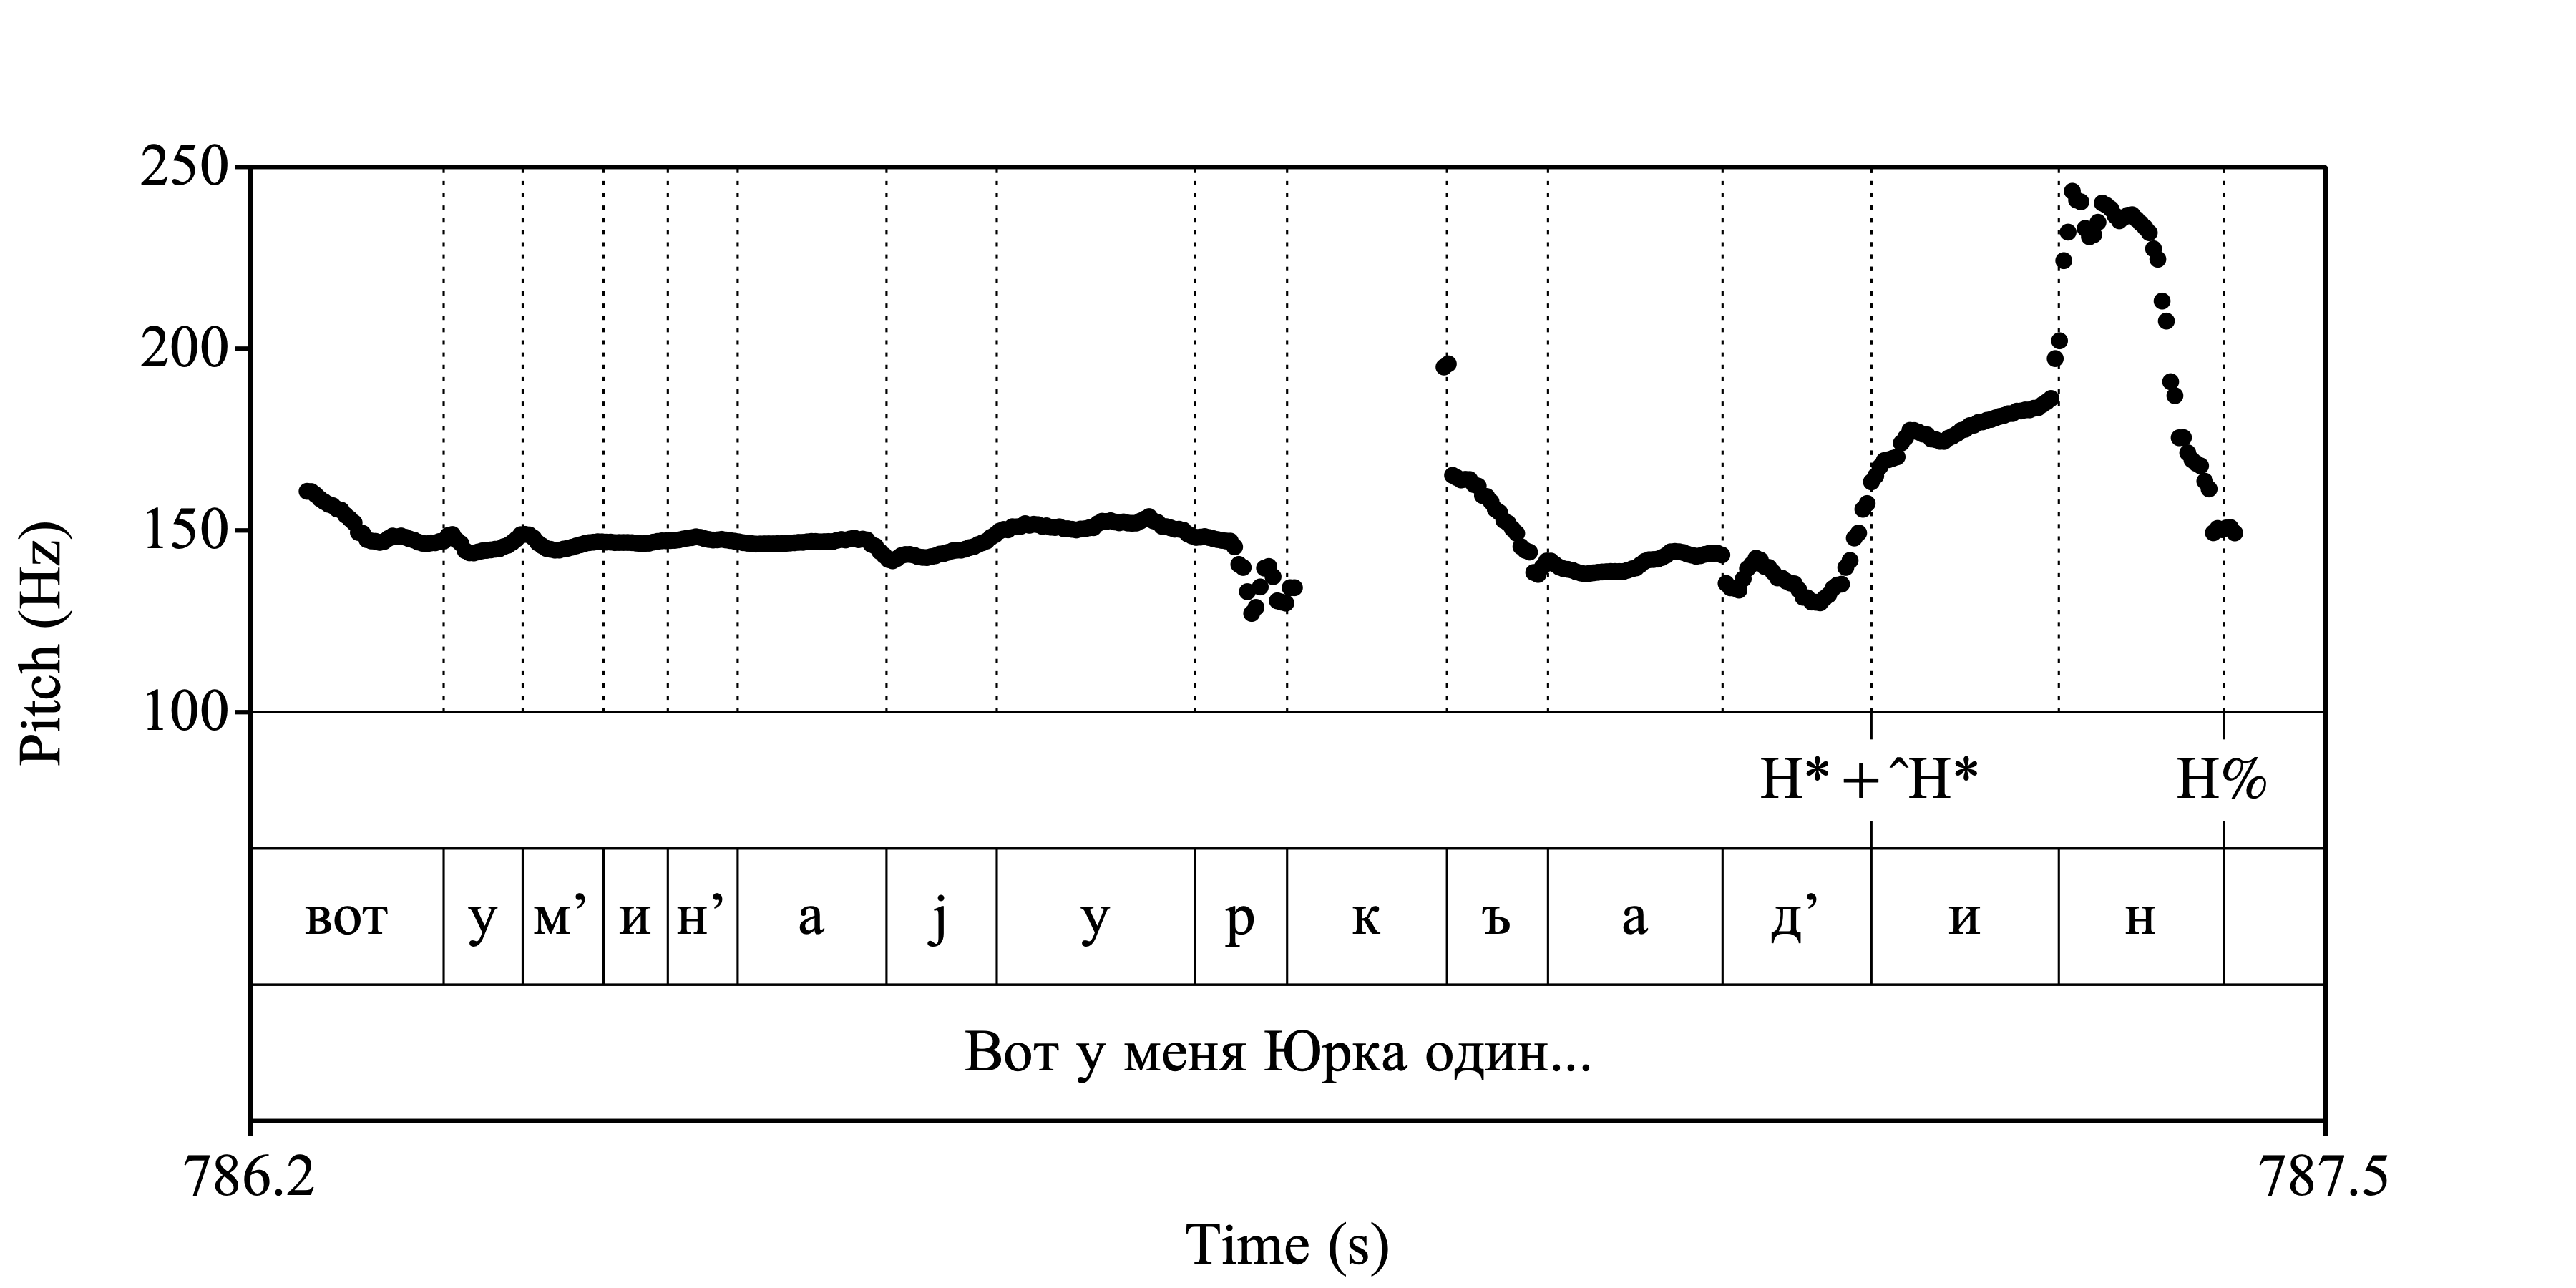 250
200
150
100
Pitch (Hz)
H* + ˆH* H%
вот у м’ и н’ а j у р к ъ а д’ и н
Вот у меня Юрка один...
786.2 787.5
Time (s)